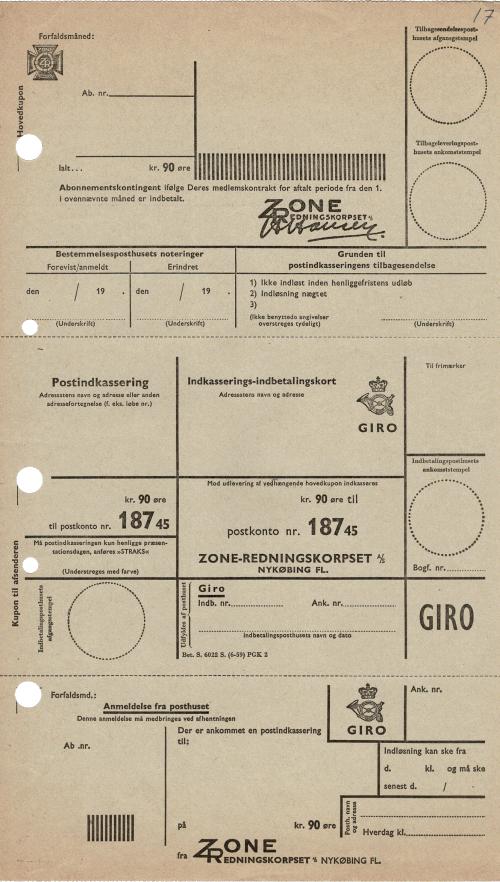 17
Forfaldsmåned:
ZONE
ZR
Hovedkupon
Ab. nr.
Ialt... kr. 90 øre
Abonnementskontingent ifølge Deres medlemskontrakt for aftalt periode fra den 1.
i ovennævnte måned er indbetalt.
ZONE
REDNINGSKORPSET A/S
Tilbagesendelsespost-
husets afgangsstempel
Tilbageleveringspost-
husets ankomststempel
Bestemmelsesposthusets noteringer
Forevist/anmeldt
Erindret
den / 19 .
den / 19 .
(Underskrift)
(Underskrift)
Grunden til
postindkasseringens tilbagesendelse
1) Ikke indløst inden henliggefristens udløb
2) Indløsning nægtet
3)
(Ikke benyttede angivelser
overstreges tydeligt)
(Underskrift)
Postindkassering
Adressatens navn og adresse eller anden
adressefortegnelse (f. eks. løbe nr.)
Indkasserings-indbetalingskort
Adressatens navn og adresse
GIRO
Til frimærker
kr. 90 øre
til postkonto nr. 187 45
Må postindkasseringen kun henligge præsen-
tationsdagen, anføres »STRAKS«
(Understreges med farve)
Mod udlevering af vedhængende hovedkupon indkasseres
kr. 90 øre til
postkonto nr. 187 45
ZONE-REDNINGSKORPSET A/S
NYKØBING FL.
Indbetalingsposthusets
ankomststempel
Bogf. nr.
Kupon til afsenderen
Indbetalingsposthusets
afgangsstempel
Udfyldes af posthuset
Giro
Indb. nr.
Ank. nr.
Indbetalingsposthusets navn og dato
Bet. S. 6022 S. (6-59) PGK 2
GIRO
Forfaldsmd.:
Anmeldelse fra posthuset
Denne anmeldelse må medbringes ved afhentningen
Ab .nr.
Der er ankommet en postindkassering
til:
GIRO
Ank. nr.
Indløsning kan ske fra
d. kl. og må ske
senest d. /
på kr. 90 øre
Posth. navn
og adresse
Hverdag kl.
fra ZONE
REDNINGSKORPSET A/S NYKØBING FL.